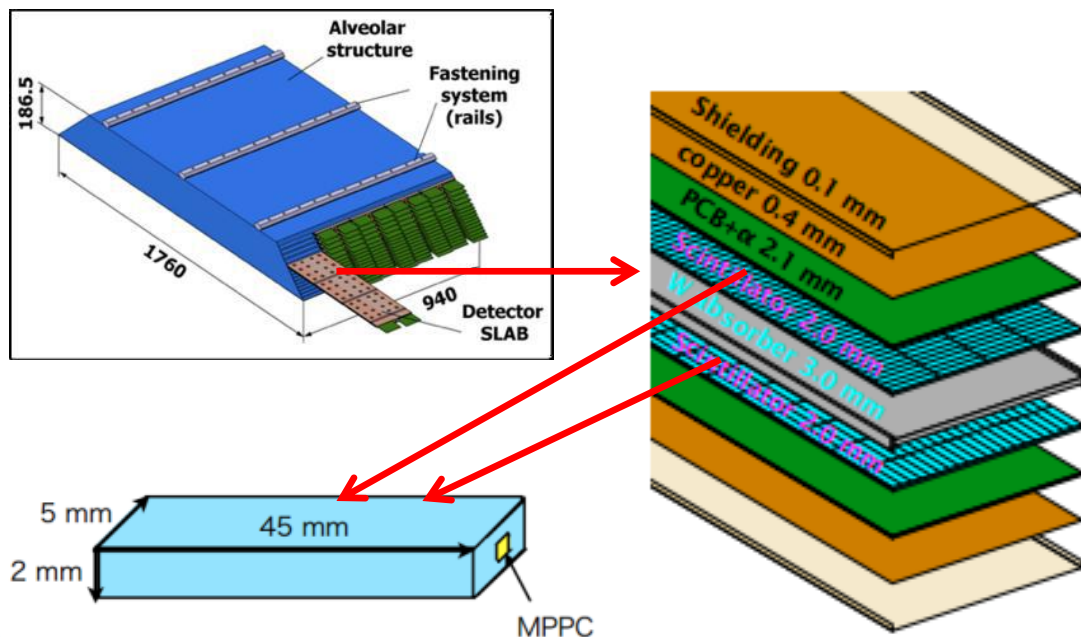 Alveolar
structure
Fastening
system
(rails)
186.5
1760
940
Detector
SLAB
Shielding 0.1 mm
copper 0.4 mm
PCB+α 2.1 mm
Scintillator 2.0 mm
W absorber 3.0 mm
Scintillator 2.0 mm
5 mm
45 mm
2 mm
MPPC